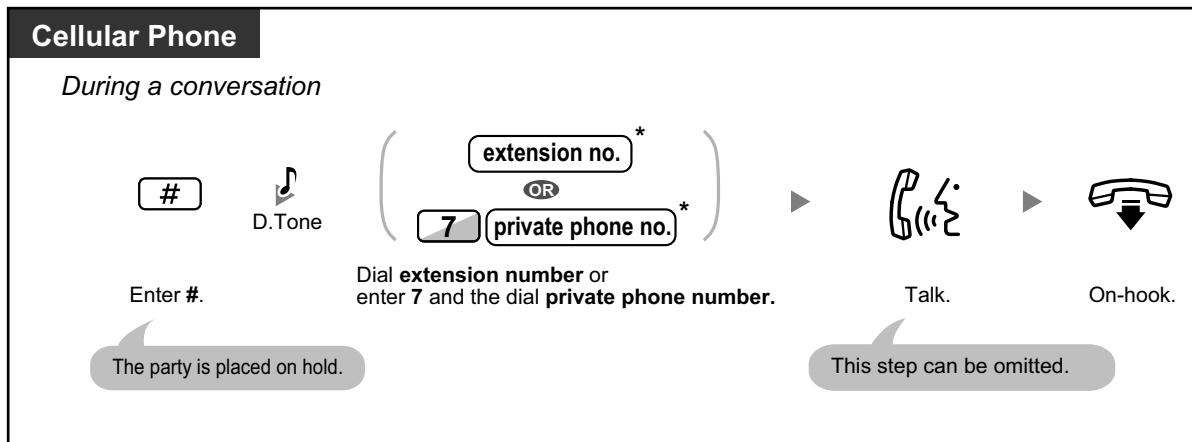 Cellular Phone
During a conversation
extension no.*
OR
# D.Tone
7 private phone no.*
Dial extension number or
enter 7 and the dial private phone number.
Enter #.
Talk.
On-hook.
The party is placed on hold.
This step can be omitted.